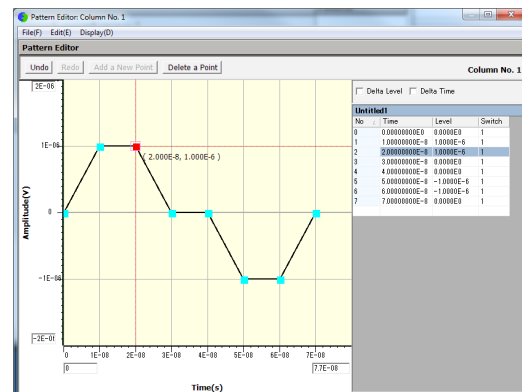 Pattern Editor: Column No. 1
File(F) Edit(E) Display(D)
Pattern Editor
Undo Redo Add a New Point Delete a Point
Column No. 1
2E-06
1E-06
0
-1E-06
Amplitude(V)
( 2.000E-8, 1.000E-6 )
0 1E-08 2E-08 3E-08 4E-08 5E-08 6E-08 7E-08
0
7.7E-08
Time(s)
Delta Level Delta Time
Untitled1
No Time Level Switch
0 0.00000000E0 0.0000E0 1
1 1.00000000E-8 1.0000E-6 1
2 2.00000000E-8 1.0000E-6 1
3 3.00000000E-8 0.0000E0 1
4 4.00000000E-8 0.0000E0 1
5 5.00000000E-8 -1.0000E-6 1
6 6.00000000E-8 -1.0000E-6 1
7 7.00000000E-8 0.0000E0 1